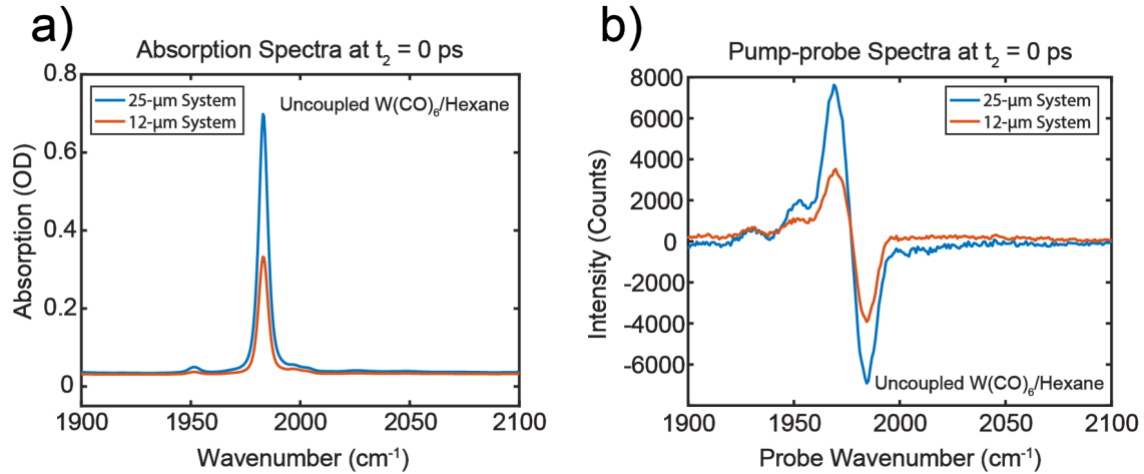 a)
Absorption Spectra at t₂ = 0 ps
0.8
0.6
0.4
0.2
0
Absorption (OD)
25-μm System
12-μm System
Uncoupled W(CO)₆/Hexane
1900 1950 2000 2050 2100
Wavenumber (cm⁻¹)
b)
Pump-probe Spectra at t₂ = 0 ps
8000
6000
4000
2000
0
-2000
-4000
-6000
Intensity (Counts)
25-μm System
12-μm System
Uncoupled W(CO)₆/Hexane
1900 1950 2000 2050 2100
Probe Wavenumber (cm⁻¹)